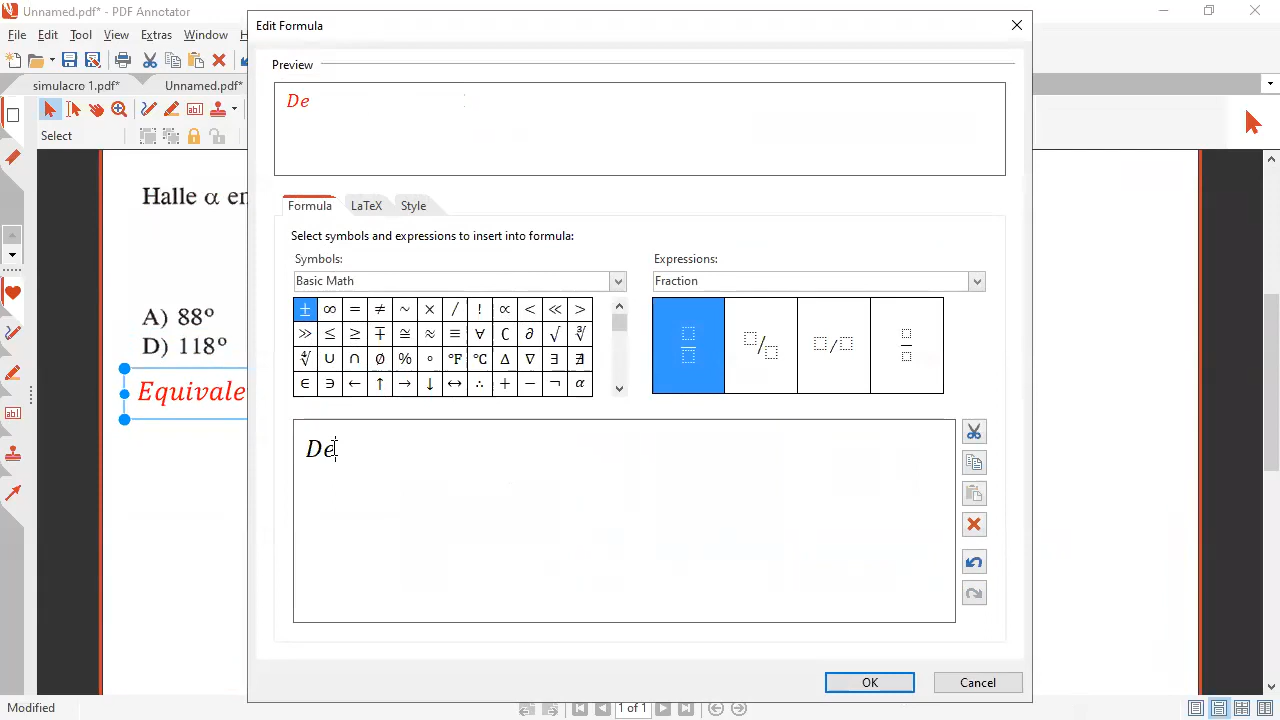 Unnamed.pdf* - PDF Annotator
Edit Formula
File Edit Tool View Extras Window
simulacro 1.pdf* Unnamed.pdf*
Preview
De
Select
Halle α en
Formula LaTeX Style
Select symbols and expressions to insert into formula:
Symbols: Expressions:
Basic Math Fraction
± ∞ = ≠ ~ × / ! ∝ < ≪ >
≫ ≤ ≥ ∓ ≅ ≈ ≡ ∀ ∁ ∂ √ ∛
∜ ∪ ∩ ∅ % ° ℉ ℃ ∆ ∇ ∃ ∄
∈ ∋ ← ↑ → ↓ ↔ ∴ + − ¬ α
A) 88º
D) 118º
Equivale
De
OK Cancel
Modified
1 of 1